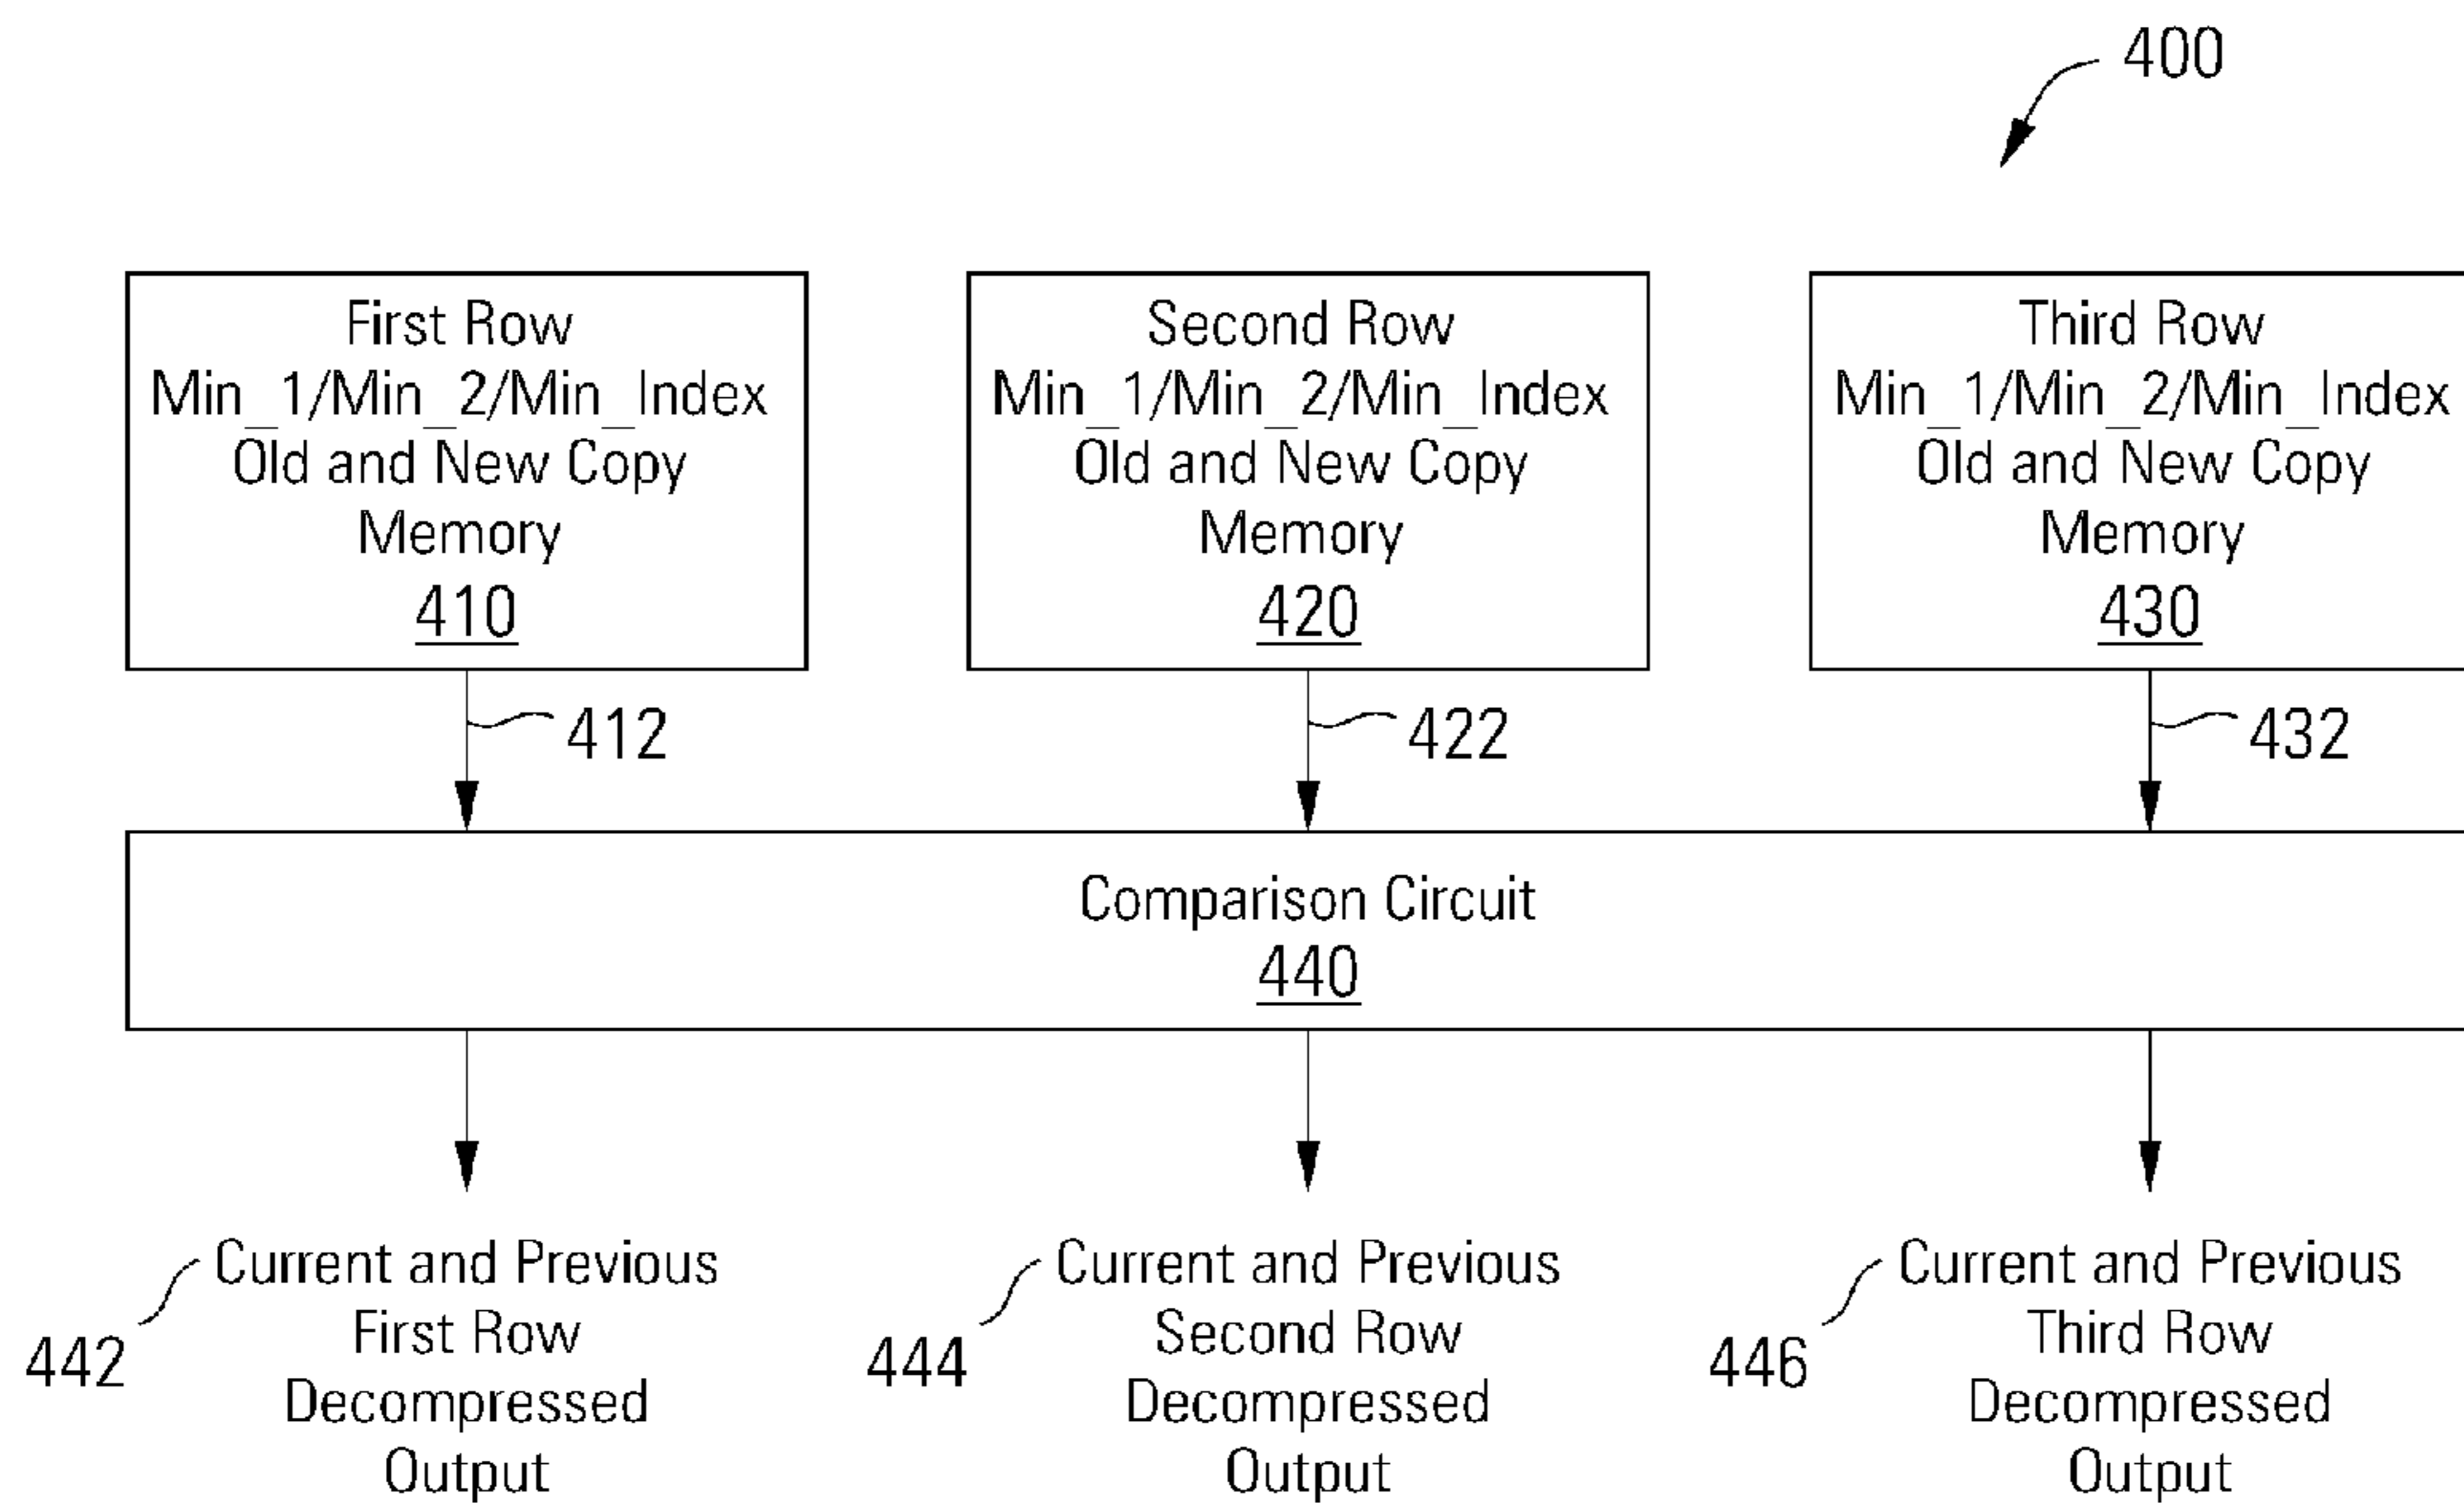 400
First Row
Min_1/Min_2/Min_Index
Old and New Copy
Memory
410
Second Row
Min_1/Min_2/Min_Index
Old and New Copy
Memory
420
Third Row
Min_1/Min_2/Min_Index
Old and New Copy
Memory
430
412
422
432
Comparison Circuit
440
442
Current and Previous
First Row
Decompressed
Output
444
Current and Previous
Second Row
Decompressed
Output
446
Current and Previous
Third Row
Decompressed
Output